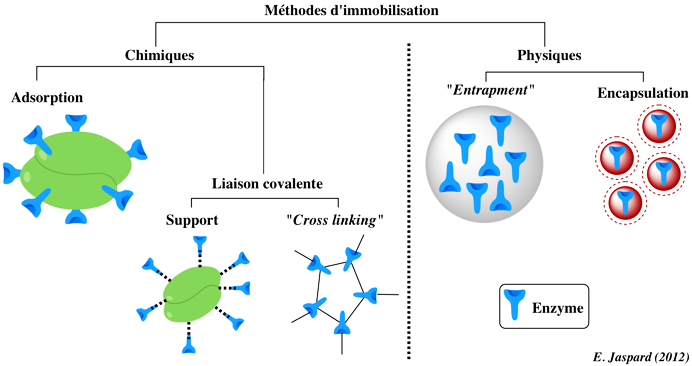 Méthodes d'immobilisation
Chimiques
Physiques
Adsorption
"Entrapment"
Encapsulation
Liaison covalente
Support
"Cross linking"
Enzyme
E. Jaspard (2012)